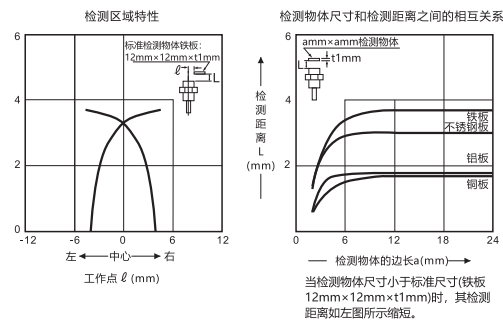 检测区域特性
6
4
2
0
标准检测物体铁板:
12mm×12mm×t1mm
ℓ
L
-12
-6
0
6
12
左 中心 右
工作点 ℓ (mm)
检测物体尺寸和检测距离之间的相互关系
检测距离L(mm)
6
4
2
amm×amm检测物体
t1mm
L
铁板
不锈钢板
铝板
铜板
0
6
12
18
24
检测物体的边长a(mm)
当检测物体尺寸小于标准尺寸(铁板
12mm×12mm×t1mm)时，其检测
距离如左图所示缩短。